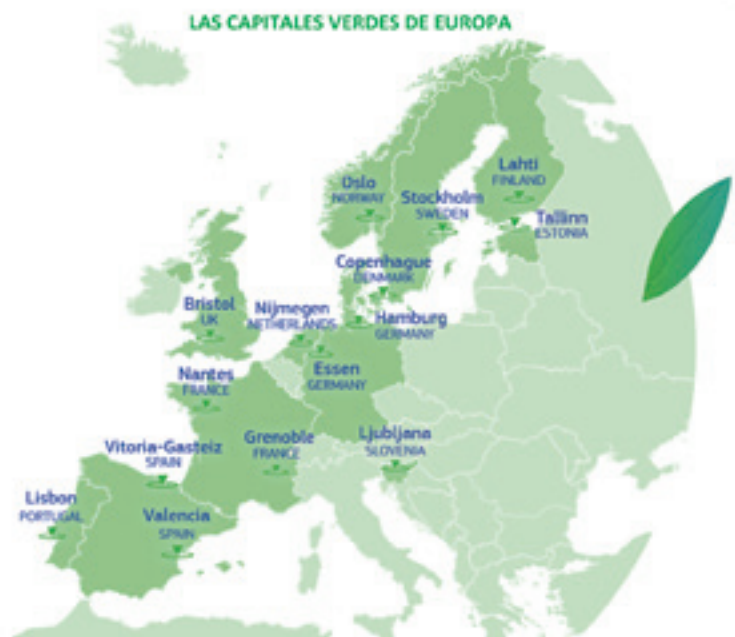 LAS CAPITALES VERDES DE EUROPA
Lahti
FINLAND
Oslo
NORWAY
Stockholm
SWEDEN
Tallinn
ESTONIA
Copenhague
DENMARK
Bristol
UK
Nijmegen
NETHERLANDS
Hamburg
GERMANY
Essen
GERMANY
Nantes
FRANCE
Grenoble
FRANCE
Ljubljana
SLOVENIA
Vitoria-Gasteiz
SPAIN
Lisbon
PORTUGAL
Valencia
SPAIN